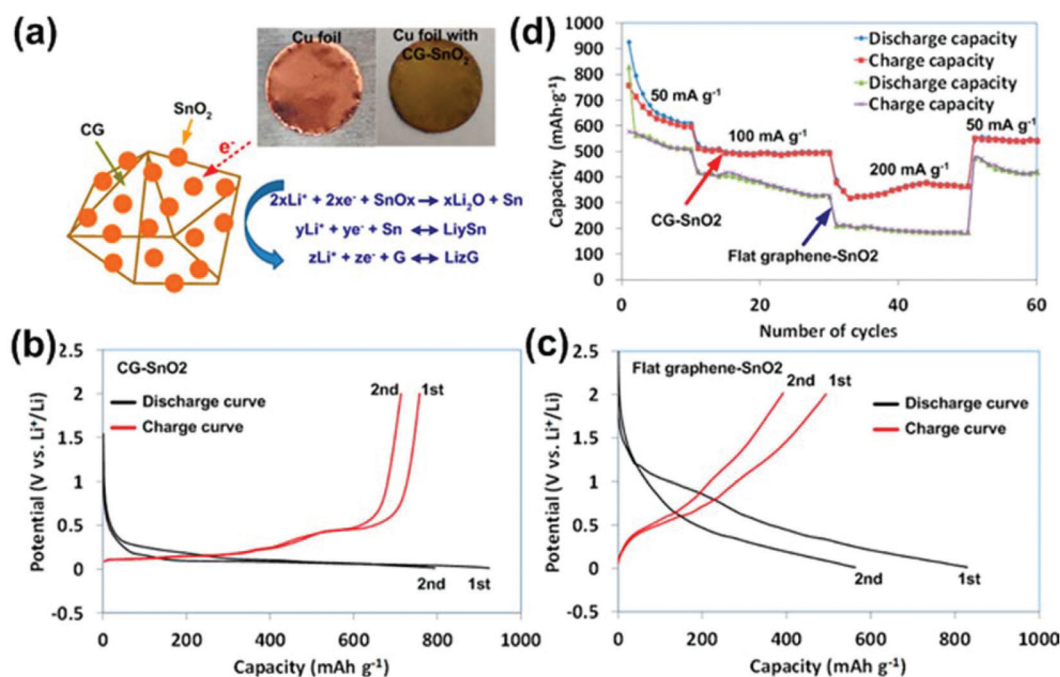 (a)
Cu foil
Cu foil with
CG-SnO₂
SnO₂
CG
e⁻
2xLi⁺ + 2xe⁻ + SnOx → xLi₂O + Sn
yLi⁺ + ye⁻ + Sn ↔ LiySn
zLi⁺ + ze⁻ + G ↔ LizG
(d)
1000
900
800
700
600
500
400
300
200
100
0
Capacity (mAh·g⁻¹)
Discharge capacity
Charge capacity
Discharge capacity
Charge capacity
50 mA g⁻¹
100 mA g⁻¹
200 mA g⁻¹
50 mA g⁻¹
CG-SnO2
Flat graphene-SnO2
0 20 40 60
Number of cycles
(b)
2.5
2
1.5
1
0.5
0
-0.5
Potential (V vs. Li⁺/Li)
CG-SnO2
Discharge curve
Charge curve
2nd 1st
2nd 1st
0 200 400 600 800 1000
Capacity (mAh g⁻¹)
(c)
2.5
2
1.5
1
0.5
0
-0.5
Potential (V vs. Li⁺/Li)
Flat graphene-SnO2
2nd 1st
Discharge curve
Charge curve
2nd 1st
0 200 400 600 800 1000
Capacity (mAh g⁻¹)